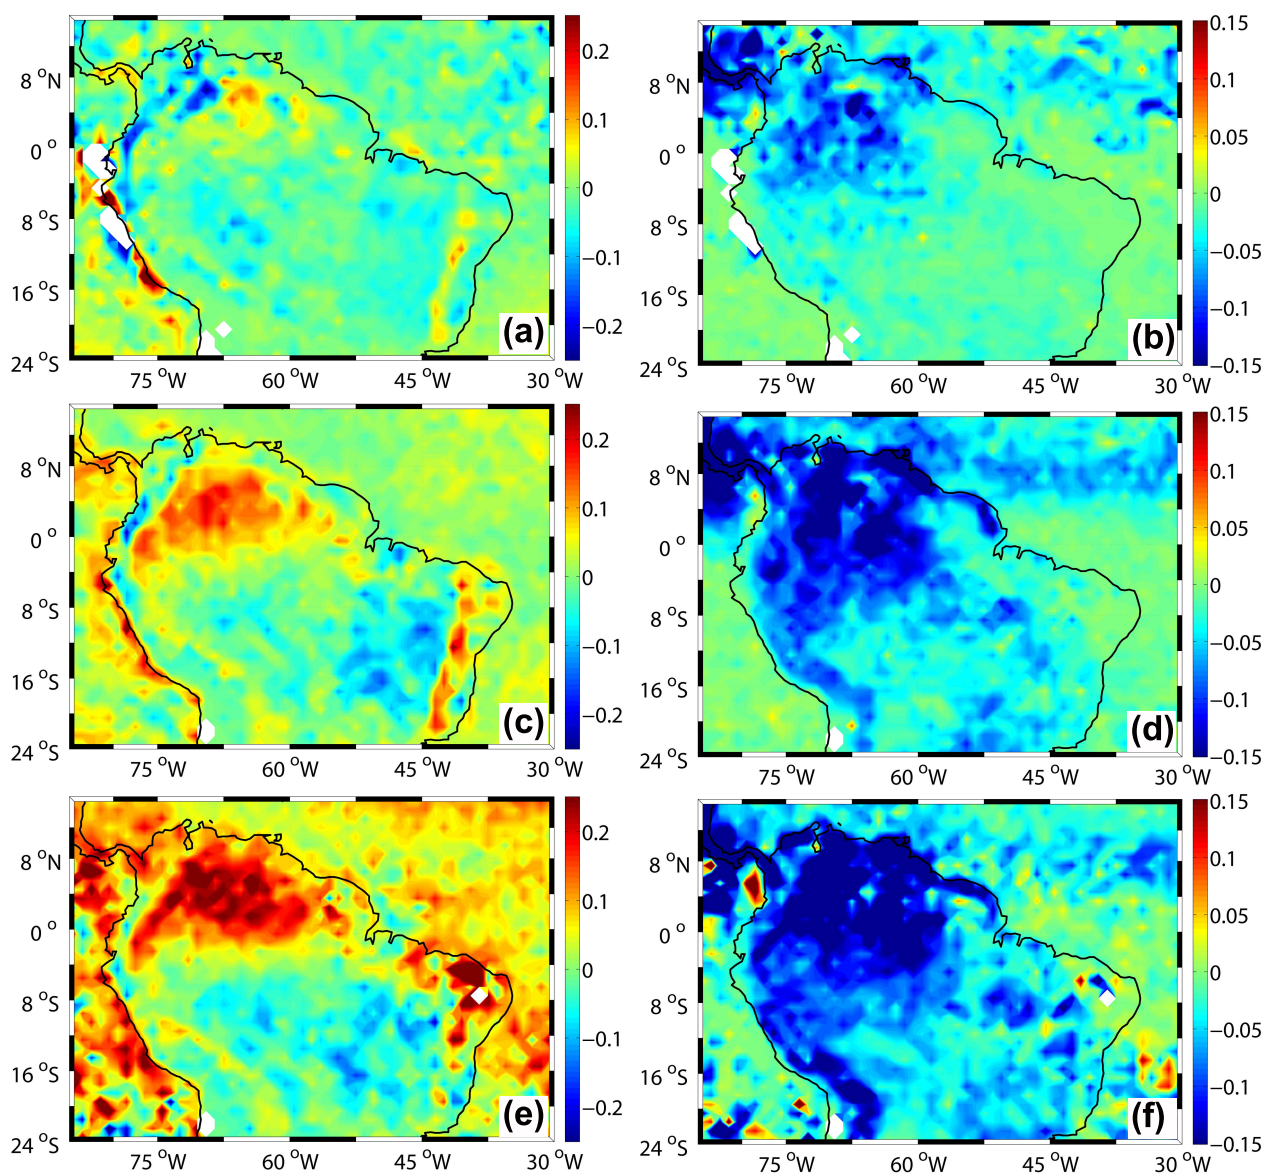 8 °N
0 °
8 °S
16 °S
24 °S
75 °W
60 °W
45 °W
30 °W
(a)
0.2
0.1
0
−0.1
−0.2
8 °N
0 °
8 °S
16 °S
24 °S
75 °W
60 °W
45 °W
30 °W
(b)
0.15
0.1
0.05
0
−0.05
−0.1
−0.15
8 °N
0 °
8 °S
16 °S
24 °S
75 °W
60 °W
45 °W
30 °W
(c)
0.2
0.1
0
−0.1
−0.2
8 °N
0 °
8 °S
16 °S
24 °S
75 °W
60 °W
45 °W
30 °W
(d)
0.15
0.1
0.05
0
−0.05
−0.1
−0.15
8 °N
0 °
8 °S
16 °S
24 °S
75 °W
60 °W
45 °W
30 °W
(e)
0.2
0.1
0
−0.1
−0.2
8 °N
0 °
8 °S
16 °S
24 °S
75 °W
60 °W
45 °W
30 °W
(f)
0.15
0.1
0.05
0
−0.05
−0.1
−0.15